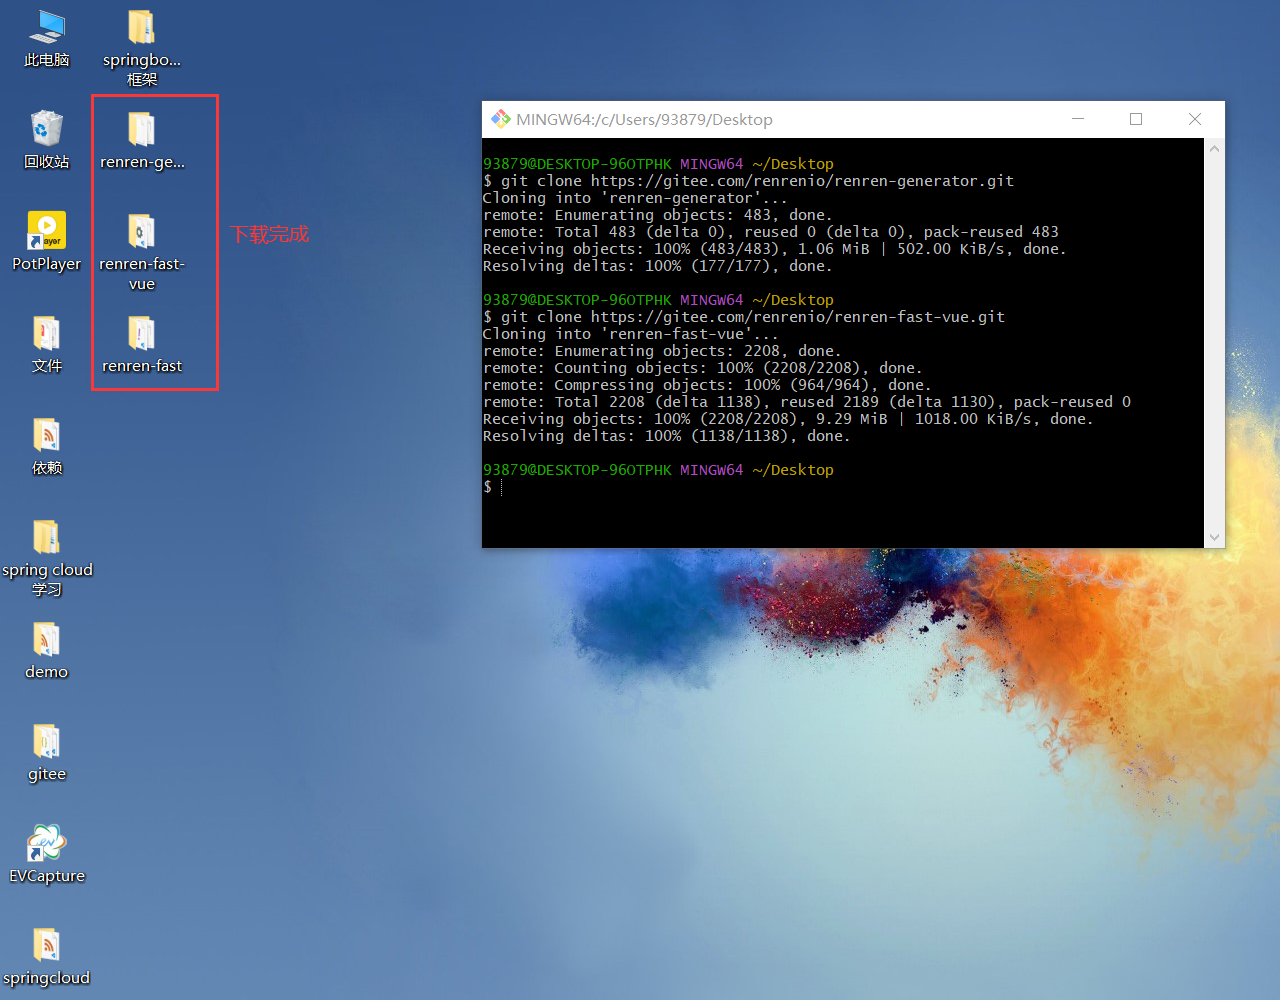 此电脑
springbo...
框架
回收站
renren-ge...
PotPlayer
renren-fast-
vue
下载完成
文件
renren-fast
依赖
spring cloud
学习
demo
gitee
EVCapture
springcloud
MINGW64:/c/Users/93879/Desktop
93879@DESKTOP-96OTPHK MINGW64 ~/Desktop
$ git clone https://gitee.com/renrenio/renren-generator.git
Cloning into 'renren-generator'...
remote: Enumerating objects: 483, done.
remote: Total 483 (delta 0), reused 0 (delta 0), pack-reused 483
Receiving objects: 100% (483/483), 1.06 MiB | 502.00 KiB/s, done.
Resolving deltas: 100% (177/177), done.
93879@DESKTOP-96OTPHK MINGW64 ~/Desktop
$ git clone https://gitee.com/renrenio/renren-fast-vue.git
Cloning into 'renren-fast-vue'...
remote: Enumerating objects: 2208, done.
remote: Counting objects: 100% (2208/2208), done.
remote: Compressing objects: 100% (964/964), done.
remote: Total 2208 (delta 1138), reused 2189 (delta 1130), pack-reused 0
Receiving objects: 100% (2208/2208), 9.29 MiB | 1018.00 KiB/s, done.
Resolving deltas: 100% (1138/1138), done.
93879@DESKTOP-96OTPHK MINGW64 ~/Desktop
$